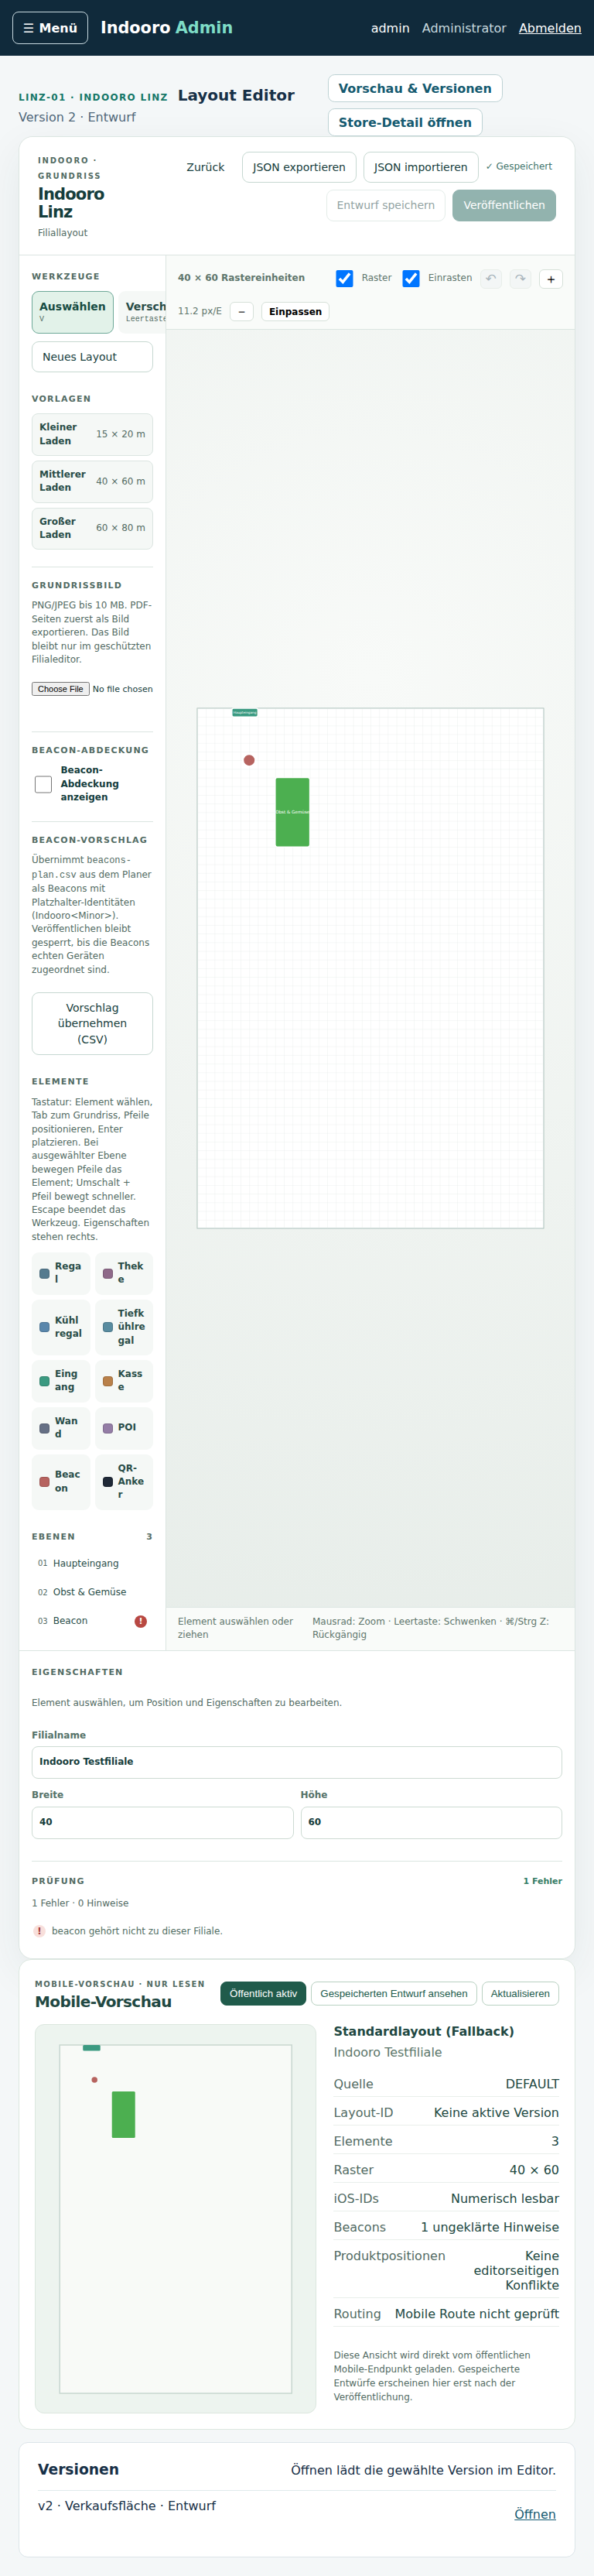 ☰ Menü
Indooro Admin
admin Administrator Abmelden
LINZ-01 · INDOORO LINZ Layout Editor
Version 2 · Entwurf
Vorschau & Versionen
Store-Detail öffnen
INDOORO ·
GRUNDRISS
Indooro
Linz
Filiallayout
Zurück JSON exportieren JSON importieren ✓ Gespeichert
Entwurf speichern Veröffentlichen
WERKZEUGE
Auswählen
V
Versch
Leertaste
Neues Layout
VORLAGEN
Kleiner
Laden
15 × 20 m
Mittlerer
Laden
40 × 60 m
Großer
Laden
60 × 80 m
GRUNDRISSBILD
PNG/JPEG bis 10 MB. PDF-
Seiten zuerst als Bild
exportieren. Das Bild
bleibt nur im geschützten
Filialeditor.
Choose File No file chosen
BEACON-ABDECKUNG
Beacon-
Abdeckung
anzeigen
BEACON-VORSCHLAG
Übernimmt beacons-
plan.csv aus dem Planer
als Beacons mit
Platzhalter-Identitäten
(Indooro<Minor>).
Veröffentlichen bleibt
gesperrt, bis die Beacons
echten Geräten
zugeordnet sind.
Vorschlag
übernehmen
(CSV)
ELEMENTE
Tastatur: Element wählen,
Tab zum Grundriss, Pfeile
positionieren, Enter
platzieren. Bei
ausgewählter Ebene
bewegen Pfeile das
Element; Umschalt +
Pfeil bewegt schneller.
Escape beendet das
Werkzeug. Eigenschaften
stehen rechts.
Rega
l
Thek
e
Kühl
regal
Tiefk
ühlre
gal
Eing
ang
Kass
e
Wan
d
POI
Beac
on
QR-
Anke
r
EBENEN 3
01 Haupteingang
02 Obst & Gemüse
03 Beacon !
40 × 60 Rastereinheiten Raster Einrasten ↶ ↷ +
11.2 px/E − Einpassen
Haupteingang
Obst & Gemüse
Element auswählen oder
ziehen
Mausrad: Zoom · Leertaste: Schwenken · ⌘/Strg Z:
Rückgängig
EIGENSCHAFTEN
Element auswählen, um Position und Eigenschaften zu bearbeiten.
Filialname
Indooro Testfiliale
Breite Höhe
40 60
PRÜFUNG 1 Fehler
1 Fehler · 0 Hinweise
! beacon gehört nicht zu dieser Filiale.
MOBILE-VORSCHAU · NUR LESEN
Mobile-Vorschau
Öffentlich aktiv Gespeicherten Entwurf ansehen Aktualisieren
Standardlayout (Fallback)
Indooro Testfiliale
Quelle DEFAULT
Layout-ID Keine aktive Version
Elemente 3
Raster 40 × 60
iOS-IDs Numerisch lesbar
Beacons 1 ungeklärte Hinweise
Produktpositionen Keine
editorseitigen
Konflikte
Routing Mobile Route nicht geprüft
Diese Ansicht wird direkt vom öffentlichen
Mobile-Endpunkt geladen. Gespeicherte
Entwürfe erscheinen hier erst nach der
Veröffentlichung.
Versionen Öffnen lädt die gewählte Version im Editor.
v2 · Verkaufsfläche · Entwurf
Öffnen